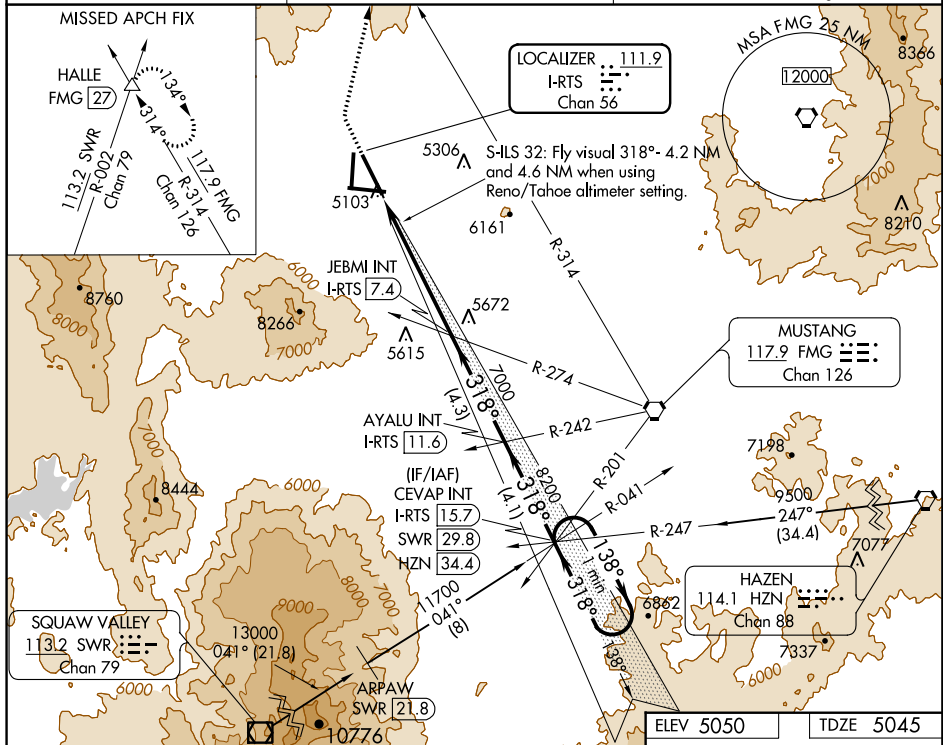 MISSED APCH FIX
HALLE
FMG 27
134°
314°
113.2 SWR
R-002
Chan 79
117.9 FMG
R-314
Chan 126
LOCALIZER 111.9
I-RTS
Chan 56
MSA FMG 25 NM
12000
8366
7000
8210
5306
S-ILS 32: Fly visual 318°- 4.2 NM
and 4.6 NM when using
Reno/Tahoe altimeter setting.
5103
6161
R-314
JEBMI INT
I-RTS 7.4
6000
8760
8000
8266
7000
5672
5615
MUSTANG
117.9 FMG
Chan 126
R-274
7000
318°
(4.3)
AYALU INT
I-RTS 11.6
R-242
R-201
R-041
8200
318°
(4.1)
7000
8444
6000
7198
(IF/IAF)
CEVAP INT
I-RTS 15.7
SWR 29.8
HZN 34.4
9500
247°
(34.4)
R-247
7077
138°
1 min
318°
138°
6862
HAZEN
114.1 HZN
Chan 88
7337
6000
11700
041°
(8)
9000
8000
7000
SQUAW VALLEY
113.2 SWR
Chan 79
13000
041° (21.8)
ARPAW
SWR 21.8
6000
10776
ELEV 5050
TDZE 5045